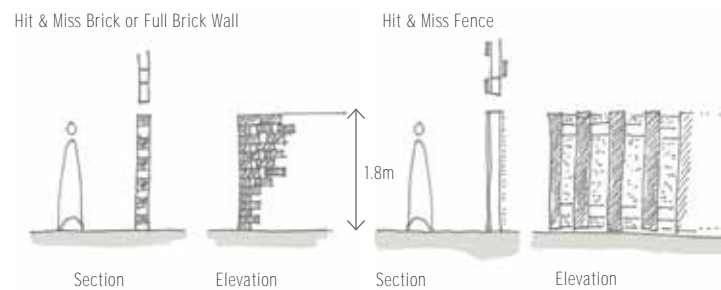 Hit & Miss Brick or Full Brick Wall
Hit & Miss Fence
1.8m
Section
Elevation
Section
Elevation